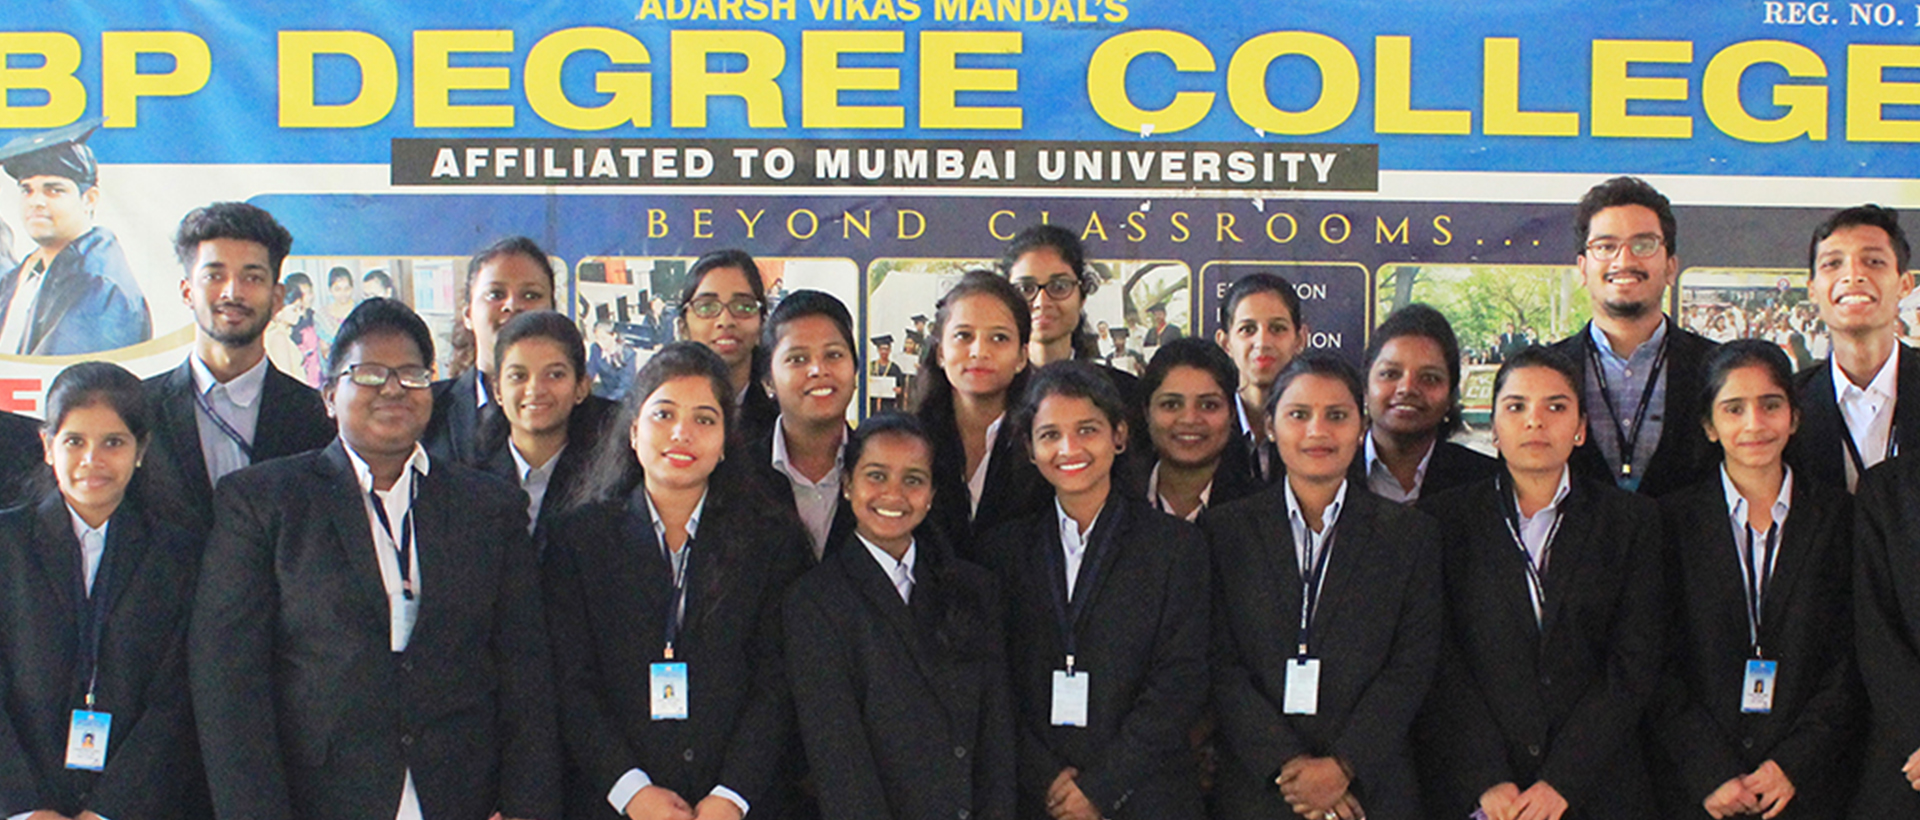 ADARSH VIKAS MANDAL'S
REG. NO.
BP DEGREE COLLEGE
AFFILIATED TO MUMBAI UNIVERSITY
BEYOND CLASSROOMS...